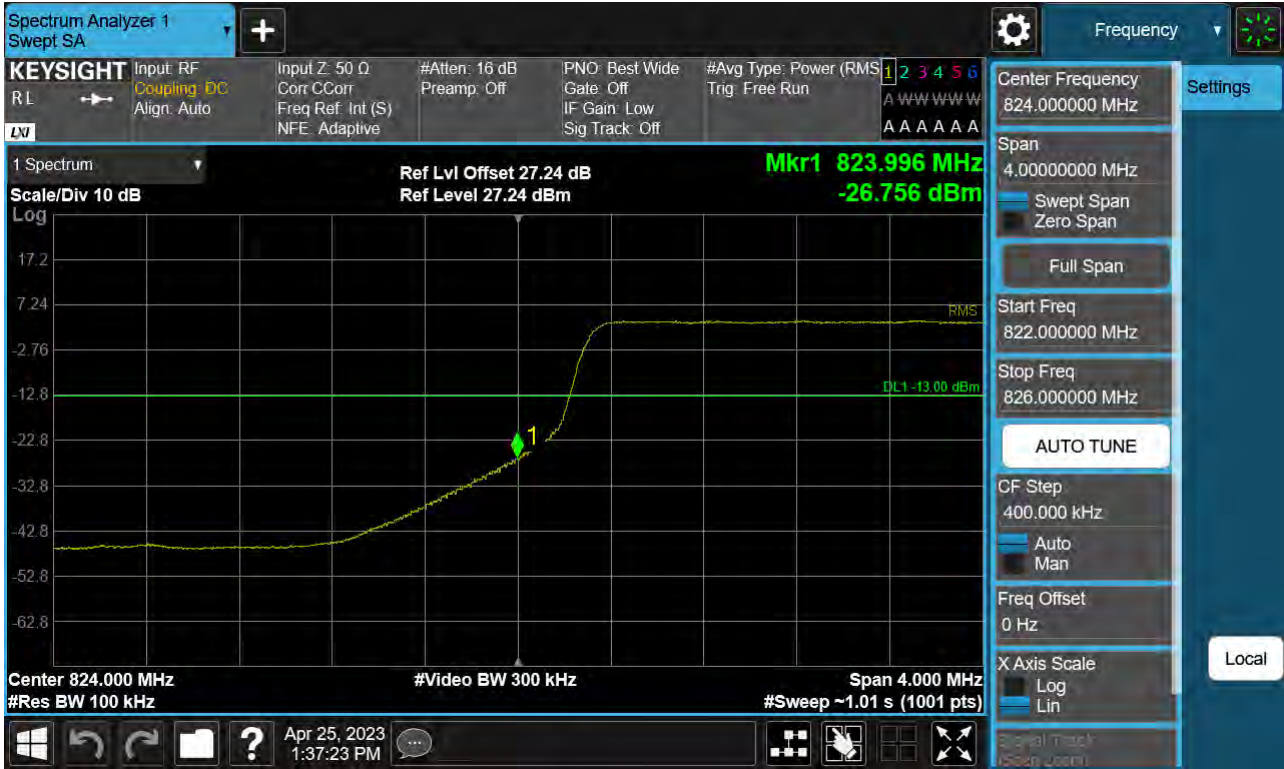 Spectrum Analyzer 1
Swept SA
+
Frequency
KEYSIGHT
R L
LXI
Input: RF
Coupling: DC
Align: Auto
Input Z: 50 Ω
Corr CCorr
Freq Ref: Int (S)
NFE: Adaptive
#Atten: 16 dB
Preamp: Off
PNO: Best Wide
Gate: Off
IF Gain: Low
Sig Track: Off
#Avg Type: Power (RMS
Trig: Free Run
1 2 3 4 5 6
A W W W W W
A A A A A A
1 Spectrum
Scale/Div 10 dB
Log
Ref Lvl Offset 27.24 dB
Ref Level 27.24 dBm
Mkr1 823.996 MHz
-26.756 dBm
17.2
7.24
-2.76
-12.8
-22.8
-32.8
-42.8
-52.8
-62.8
RMS
DL1 -13.00 dBm
1
Center 824.000 MHz
#Res BW 100 kHz
#Video BW 300 kHz
Span 4.000 MHz
#Sweep ~1.01 s (1001 pts)
Center Frequency
824.000000 MHz
Settings
Span
4.00000000 MHz
Swept Span
Zero Span
Full Span
Start Freq
822.000000 MHz
Stop Freq
826.000000 MHz
AUTO TUNE
CF Step
400.000 kHz
Auto
Man
Freq Offset
0 Hz
X Axis Scale
Log
Lin
Local
Signal Track
(Span Zoom)
?
Apr 25, 2023
1:37:23 PM